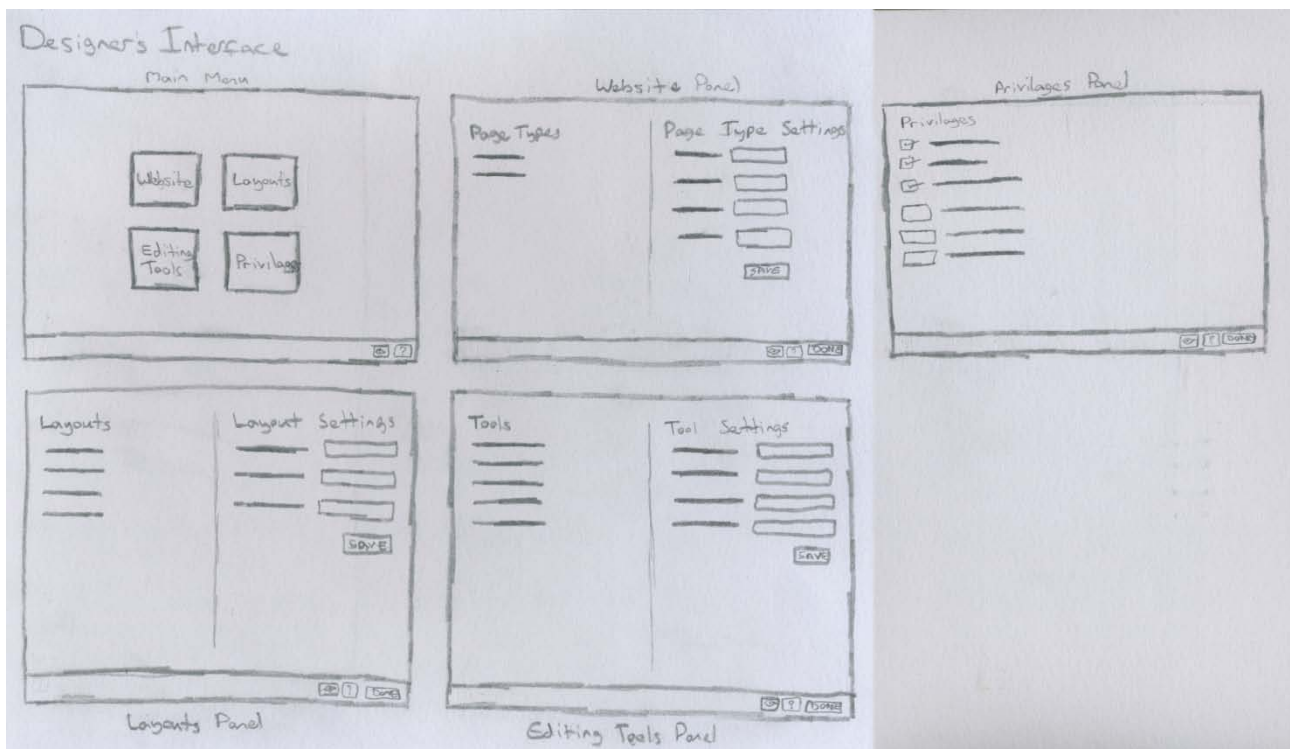 Designer's Interface
Main Menu
Website
Layouts
Editing
Tools
Privilages
?
Website Panel
Page Types
Page Type Settings
SAVE
? DONE
Privilages Panel
Privilages
? DONE
Layouts
Layout Settings
SAVE
? DONE
Layouts Panel
Tools
Tool Settings
SAVE
? DONE
Editing Tools Panel